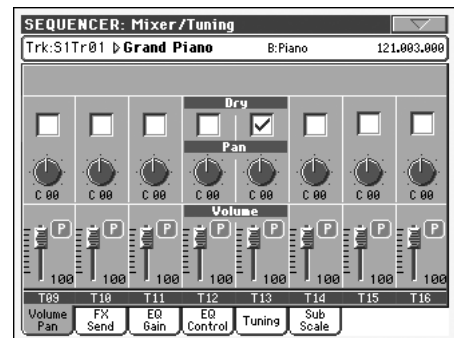 SEQUENCER: Mixer/Tuning
Trk:S1Tr01 ▷Grand Piano B:Piano 121.003.000
Dry
Pan
C 00 C 00 C 00 C 00 C 00 C 00 C 00 C 00
Volume
P P P P P P P P
100 100 100 100 100 100 100 100
T09 T10 T11 T12 T13 T14 T15 T16
Volume Pan FX Send EQ Gain EQ Control Tuning Sub Scale